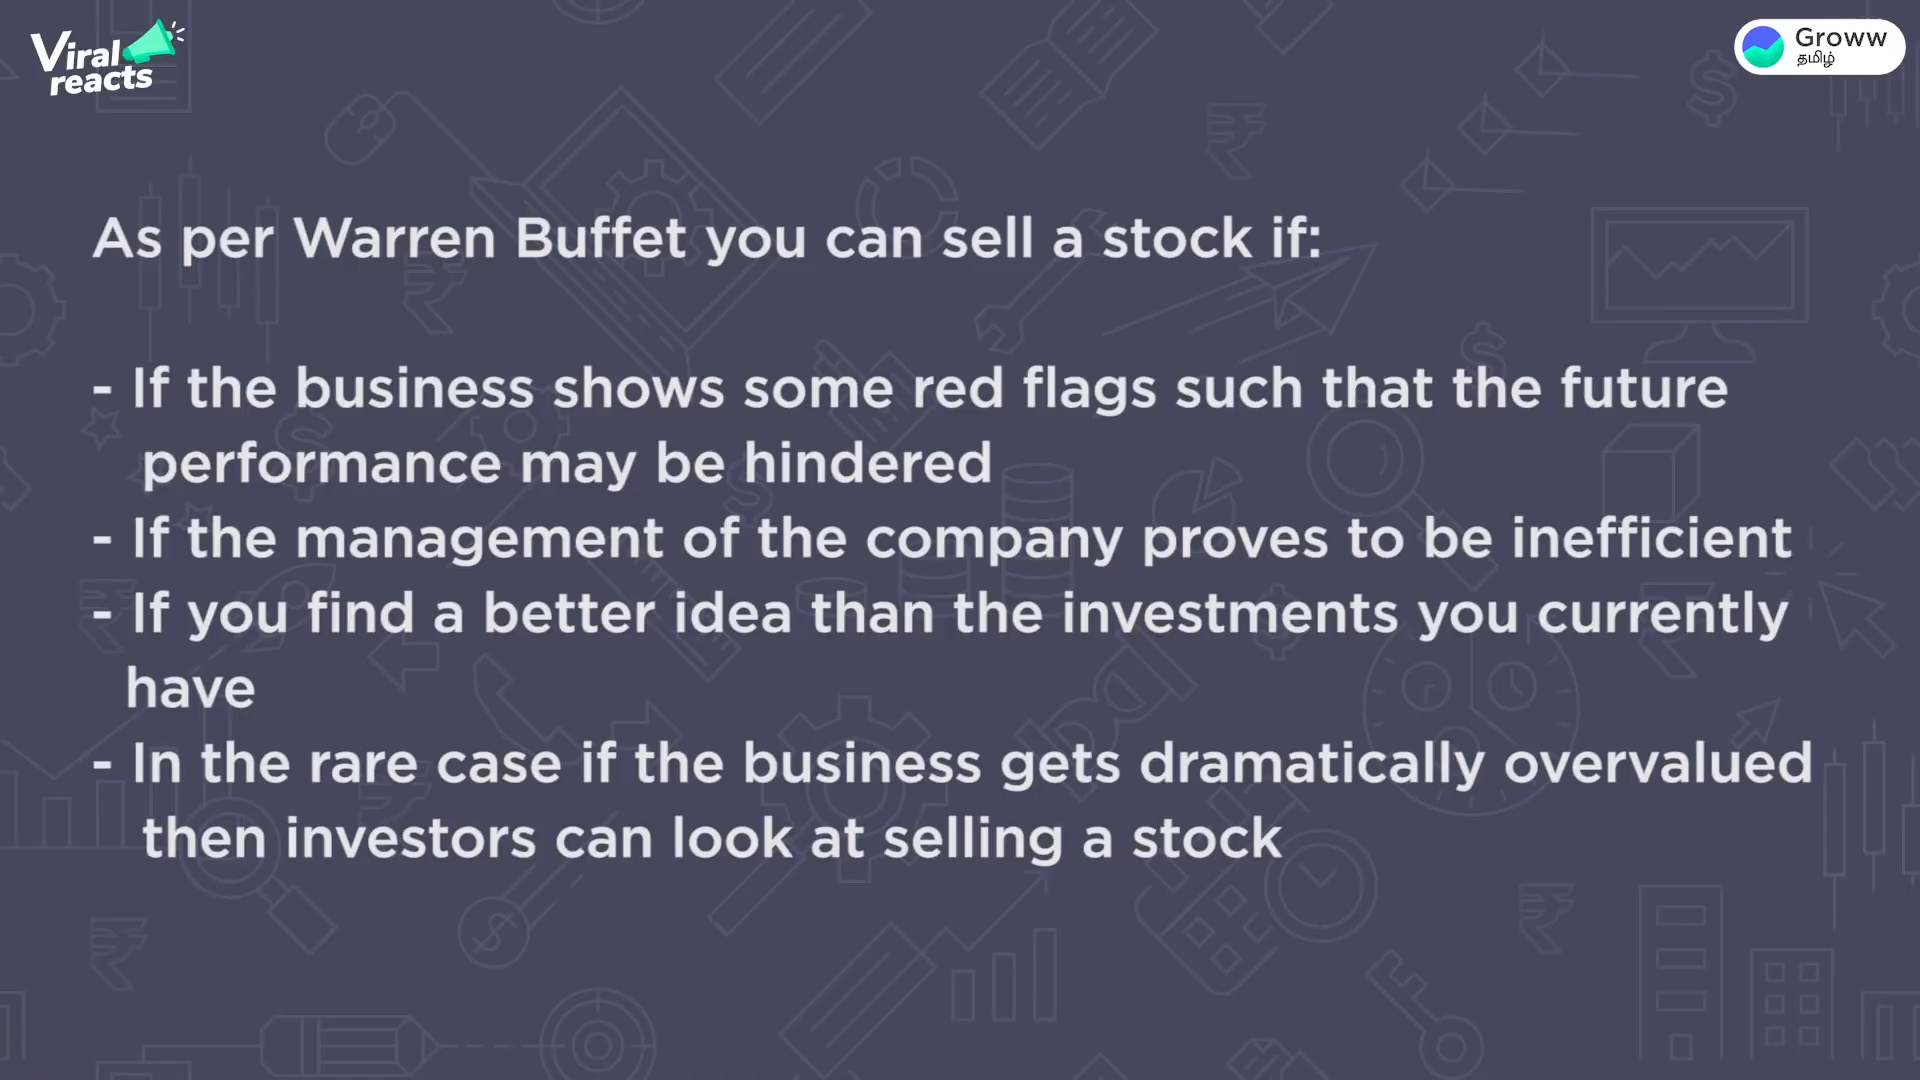 Viral
reacts
Groww
தமிழ்
As per Warren Buffet you can sell a stock if:
- If the business shows some red flags such that the future
performance may be hindered
- If the management of the company proves to be inefficient
- If you find a better idea than the investments you currently
have
- In the rare case if the business gets dramatically overvalued
then investors can look at selling a stock